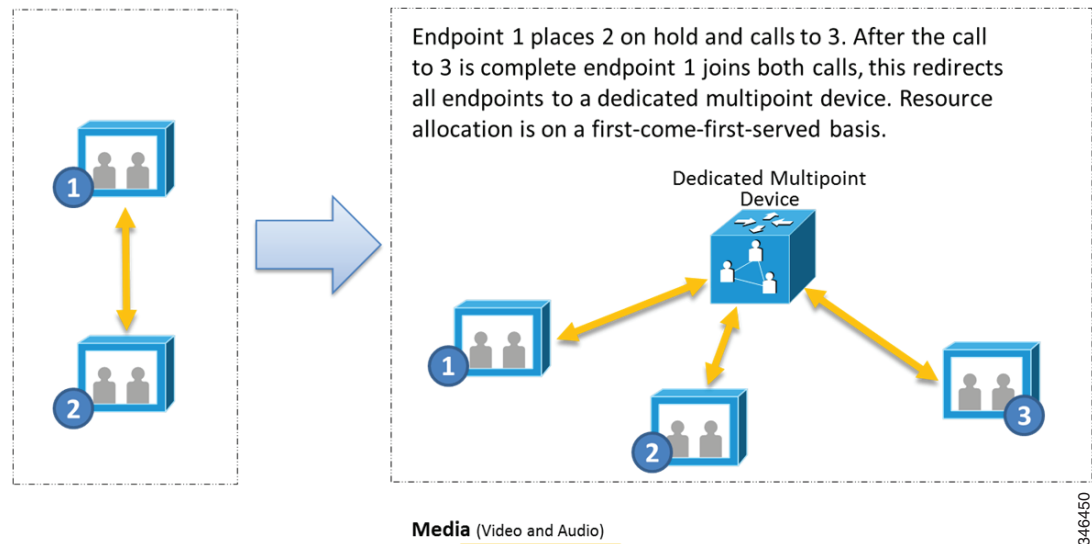 Endpoint 1 places 2 on hold and calls to 3. After the call
to 3 is complete endpoint 1 joins both calls, this redirects
all endpoints to a dedicated multipoint device. Resource
allocation is on a first-come-first-served basis.
1
2
Dedicated Multipoint
Device
1
2
3
Media (Video and Audio)
346450